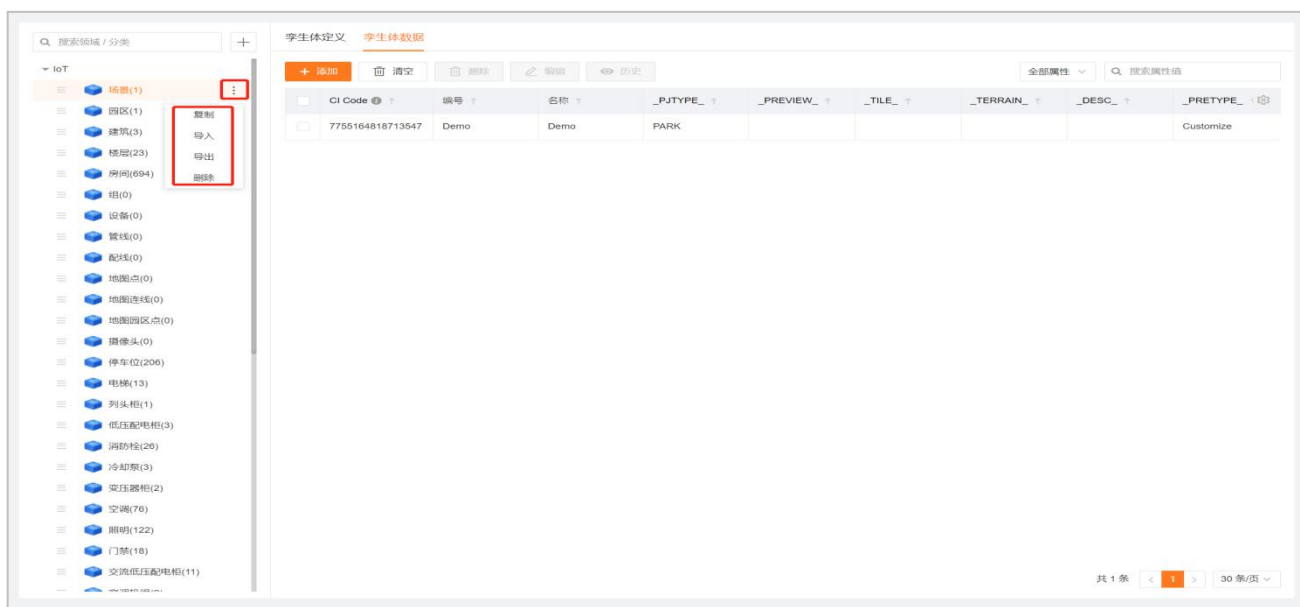 搜索领域 / 分类
孪生体定义 孪生体数据
IoT
添加 清空 删除 编辑 历史 全部属性 搜索属性值
场景(1)
园区(1)
建筑(3)
楼层(23)
房间(694)
组(0)
设备(0)
管线(0)
配线(0)
地图点(0)
地图连线(0)
地图园区点(0)
摄像头(0)
停车位(206)
电梯(13)
列头柜(1)
低压配电柜(3)
消防栓(26)
冷却泵(3)
变压器柜(2)
空调(76)
照明(122)
门禁(18)
交流低压配电柜(11)
复制
导入
导出
删除
CI Code 编号 名称 _PJTYPE_ _PREVIEW_ _TILE_ _TERRAIN_ _DESC_ _PRETYPE_
7755164818713547 Demo Demo PARK Customize
共 1 条 < 1 > 30 条/页